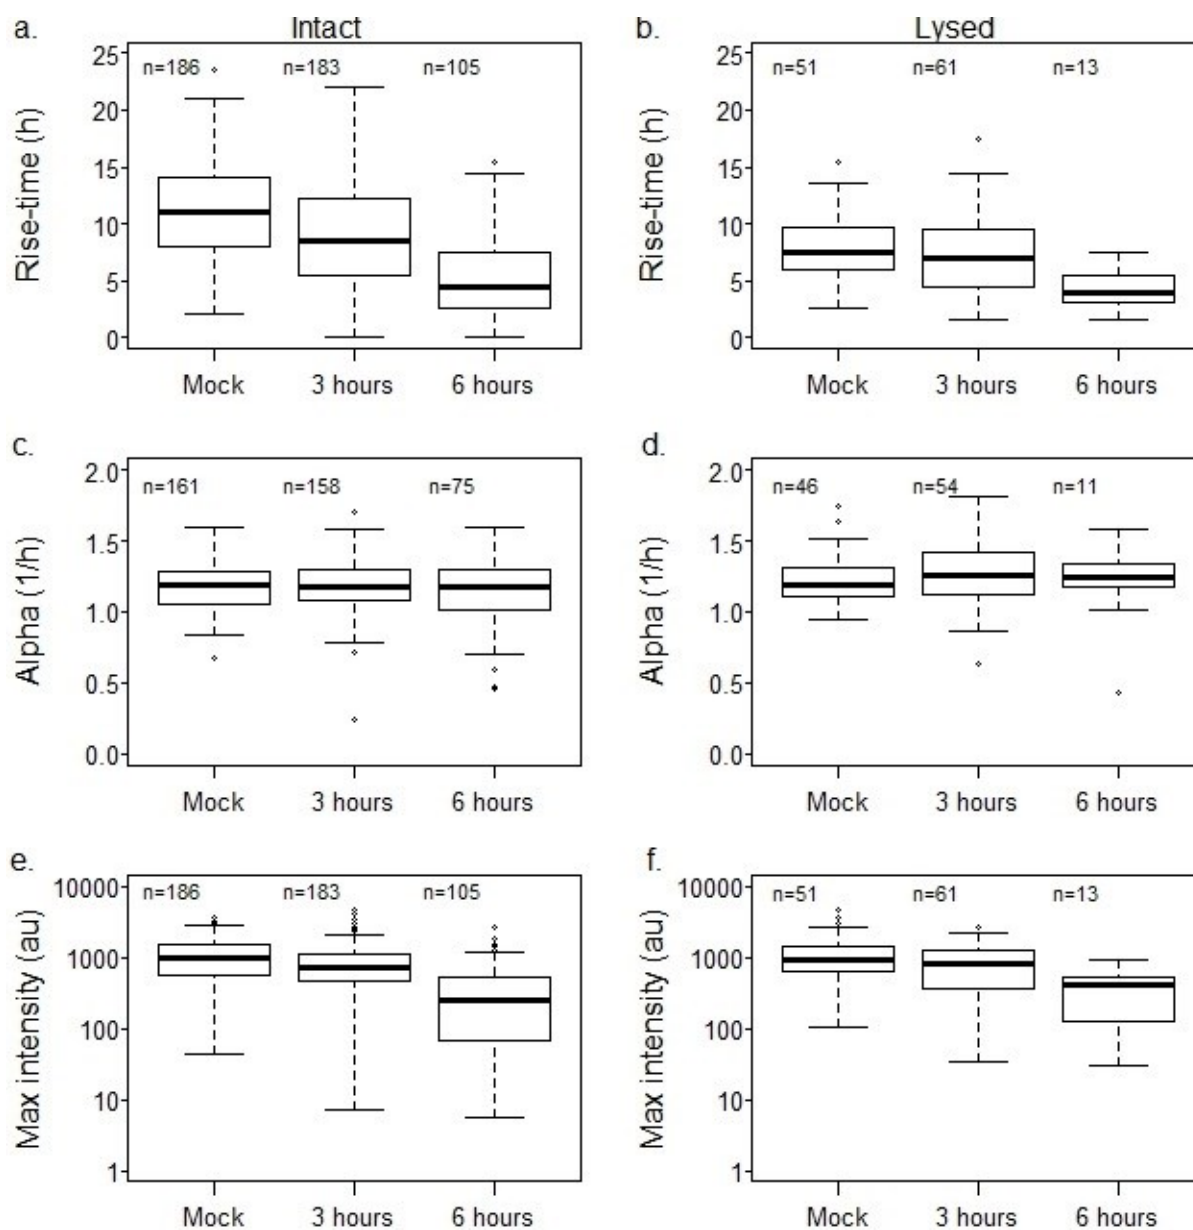 a. Intact
25
n=186 n=183 n=105
20
15
10
5
0
Rise-time (h)
Mock 3 hours 6 hours
b. Lysed
25
n=51 n=61 n=13
20
15
10
5
0
Rise-time (h)
Mock 3 hours 6 hours
c.
2.0
n=161 n=158 n=75
1.5
1.0
0.5
0.0
Alpha (1/h)
Mock 3 hours 6 hours
d.
2.0
n=46 n=54 n=11
1.5
1.0
0.5
0.0
Alpha (1/h)
Mock 3 hours 6 hours
e.
10000
n=186 n=183 n=105
1000
100
10
1
Max intensity (au)
Mock 3 hours 6 hours
f.
10000
n=51 n=61 n=13
1000
100
10
1
Max intensity (au)
Mock 3 hours 6 hours